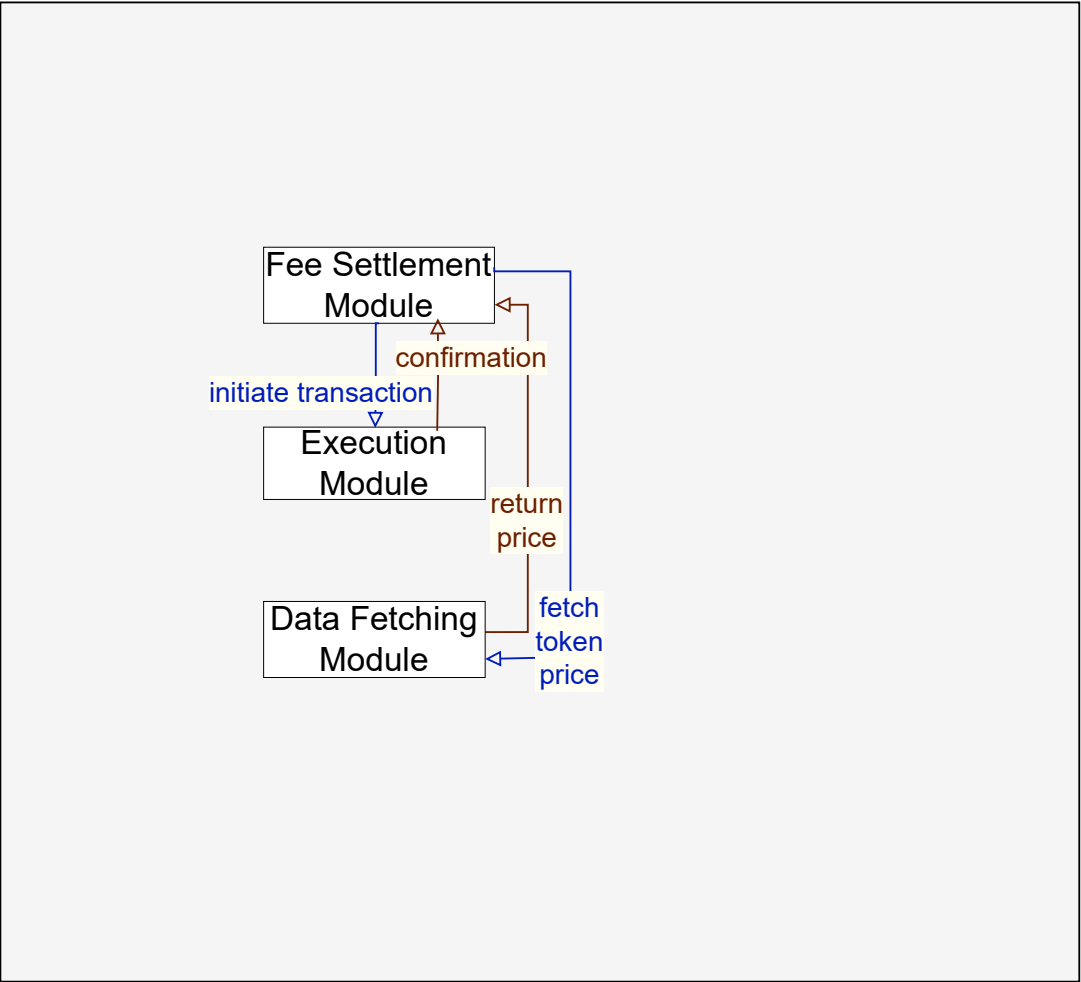 Fee Settlement
Module
confirmation
initiate transaction
Execution
Module
return
price
Data Fetching
Module
fetch
token
price